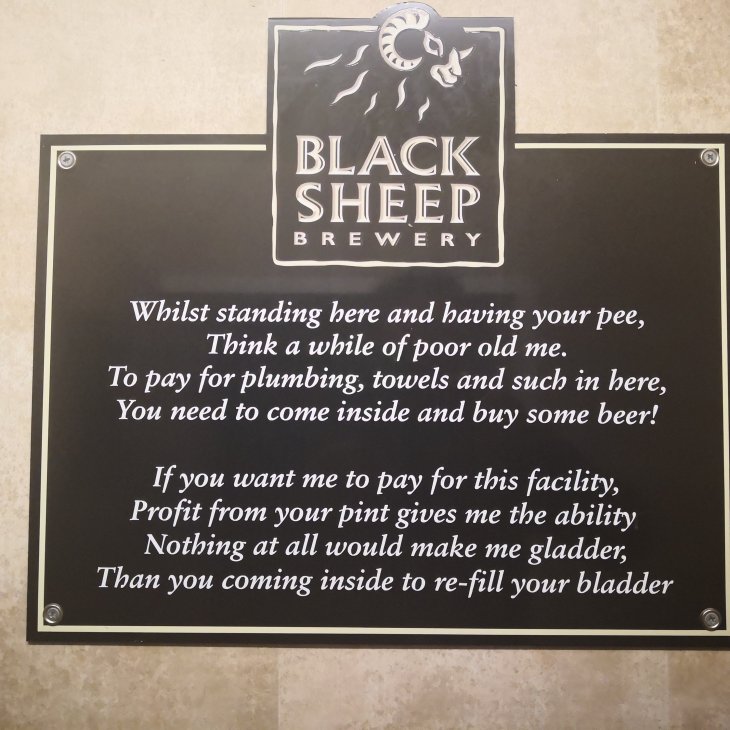 BLACK
SHEEP
BREWERY
Whilst standing here and having your pee,
Think a while of poor old me.
To pay for plumbing, towels and such in here,
You need to come inside and buy some beer!
If you want me to pay for this facility,
Profit from your pint gives me the ability
Nothing at all would make me gladder,
Than you coming inside to re-fill your bladder